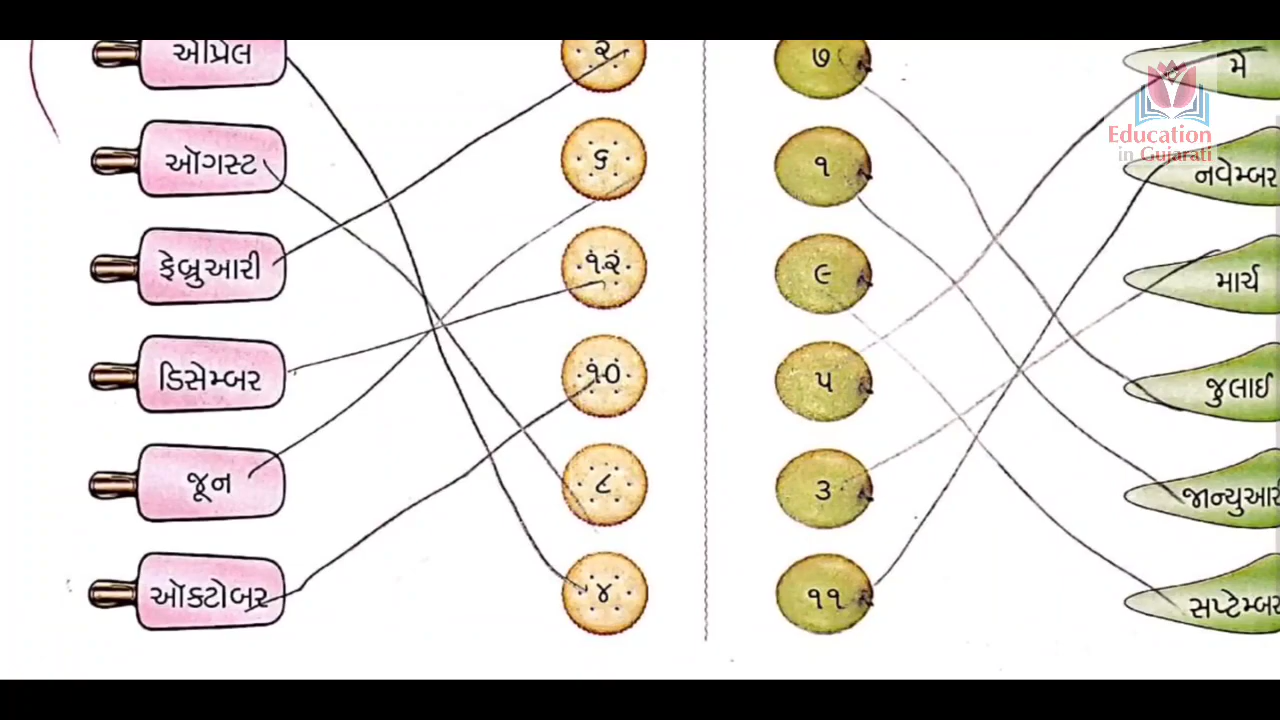 એપ્રિલ ૨ ૭ મે
ઑગસ્ટ ૬ ૧ નવેમ્બર
ફેબ્રુઆરી ૧૨ ૯ માર્ચ
ડિસેમ્બર ૧૦ ૫ જુલાઈ
જૂન ૮ ૩ જાન્યુઆરી
ઑક્ટોબર ૪ ૧૧ સપ્ટેમ્બર
Education
in Gujarati